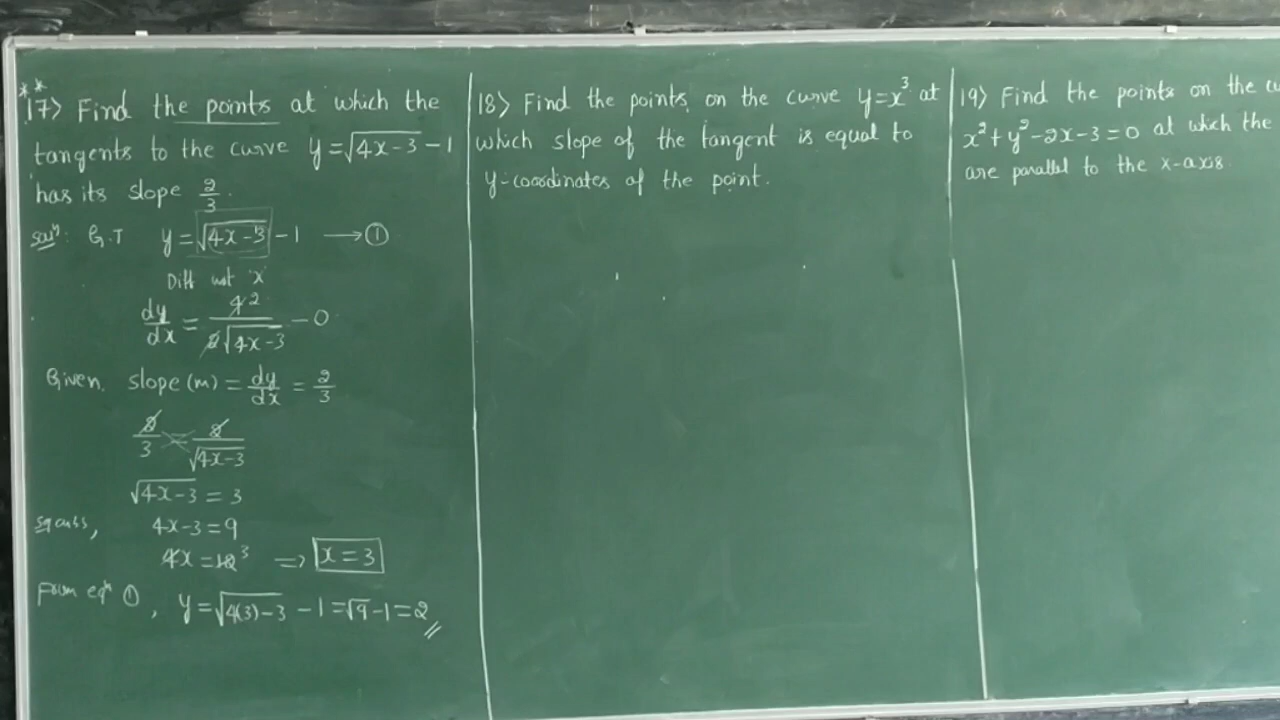 **
17) Find the points at which the
tangents to the curve y = √4x-3 - 1
has its slope 2/3.
Solⁿ: G.T y = √4x-3 - 1 → ①
Diff wrt 'x'
dy/dx = 4 2 / 2√4x-3 - 0
Given. slope (m) = dy/dx = 2/3
2/3 = 2/√4x-3
√4x-3 = 3
4x-3 = 9
4x = 12 3 ⇒ x = 3
From eqⁿ ①, y = √4(3)-3 - 1 = √9 - 1 = 2
18) Find the points, on the curve y = x³ at
which slope of the tangent is equal to
y-coordinates of the point.
19) Find the points on the
x² + y² - 2x - 3 = 0 at which the
are parallel to the x-axis